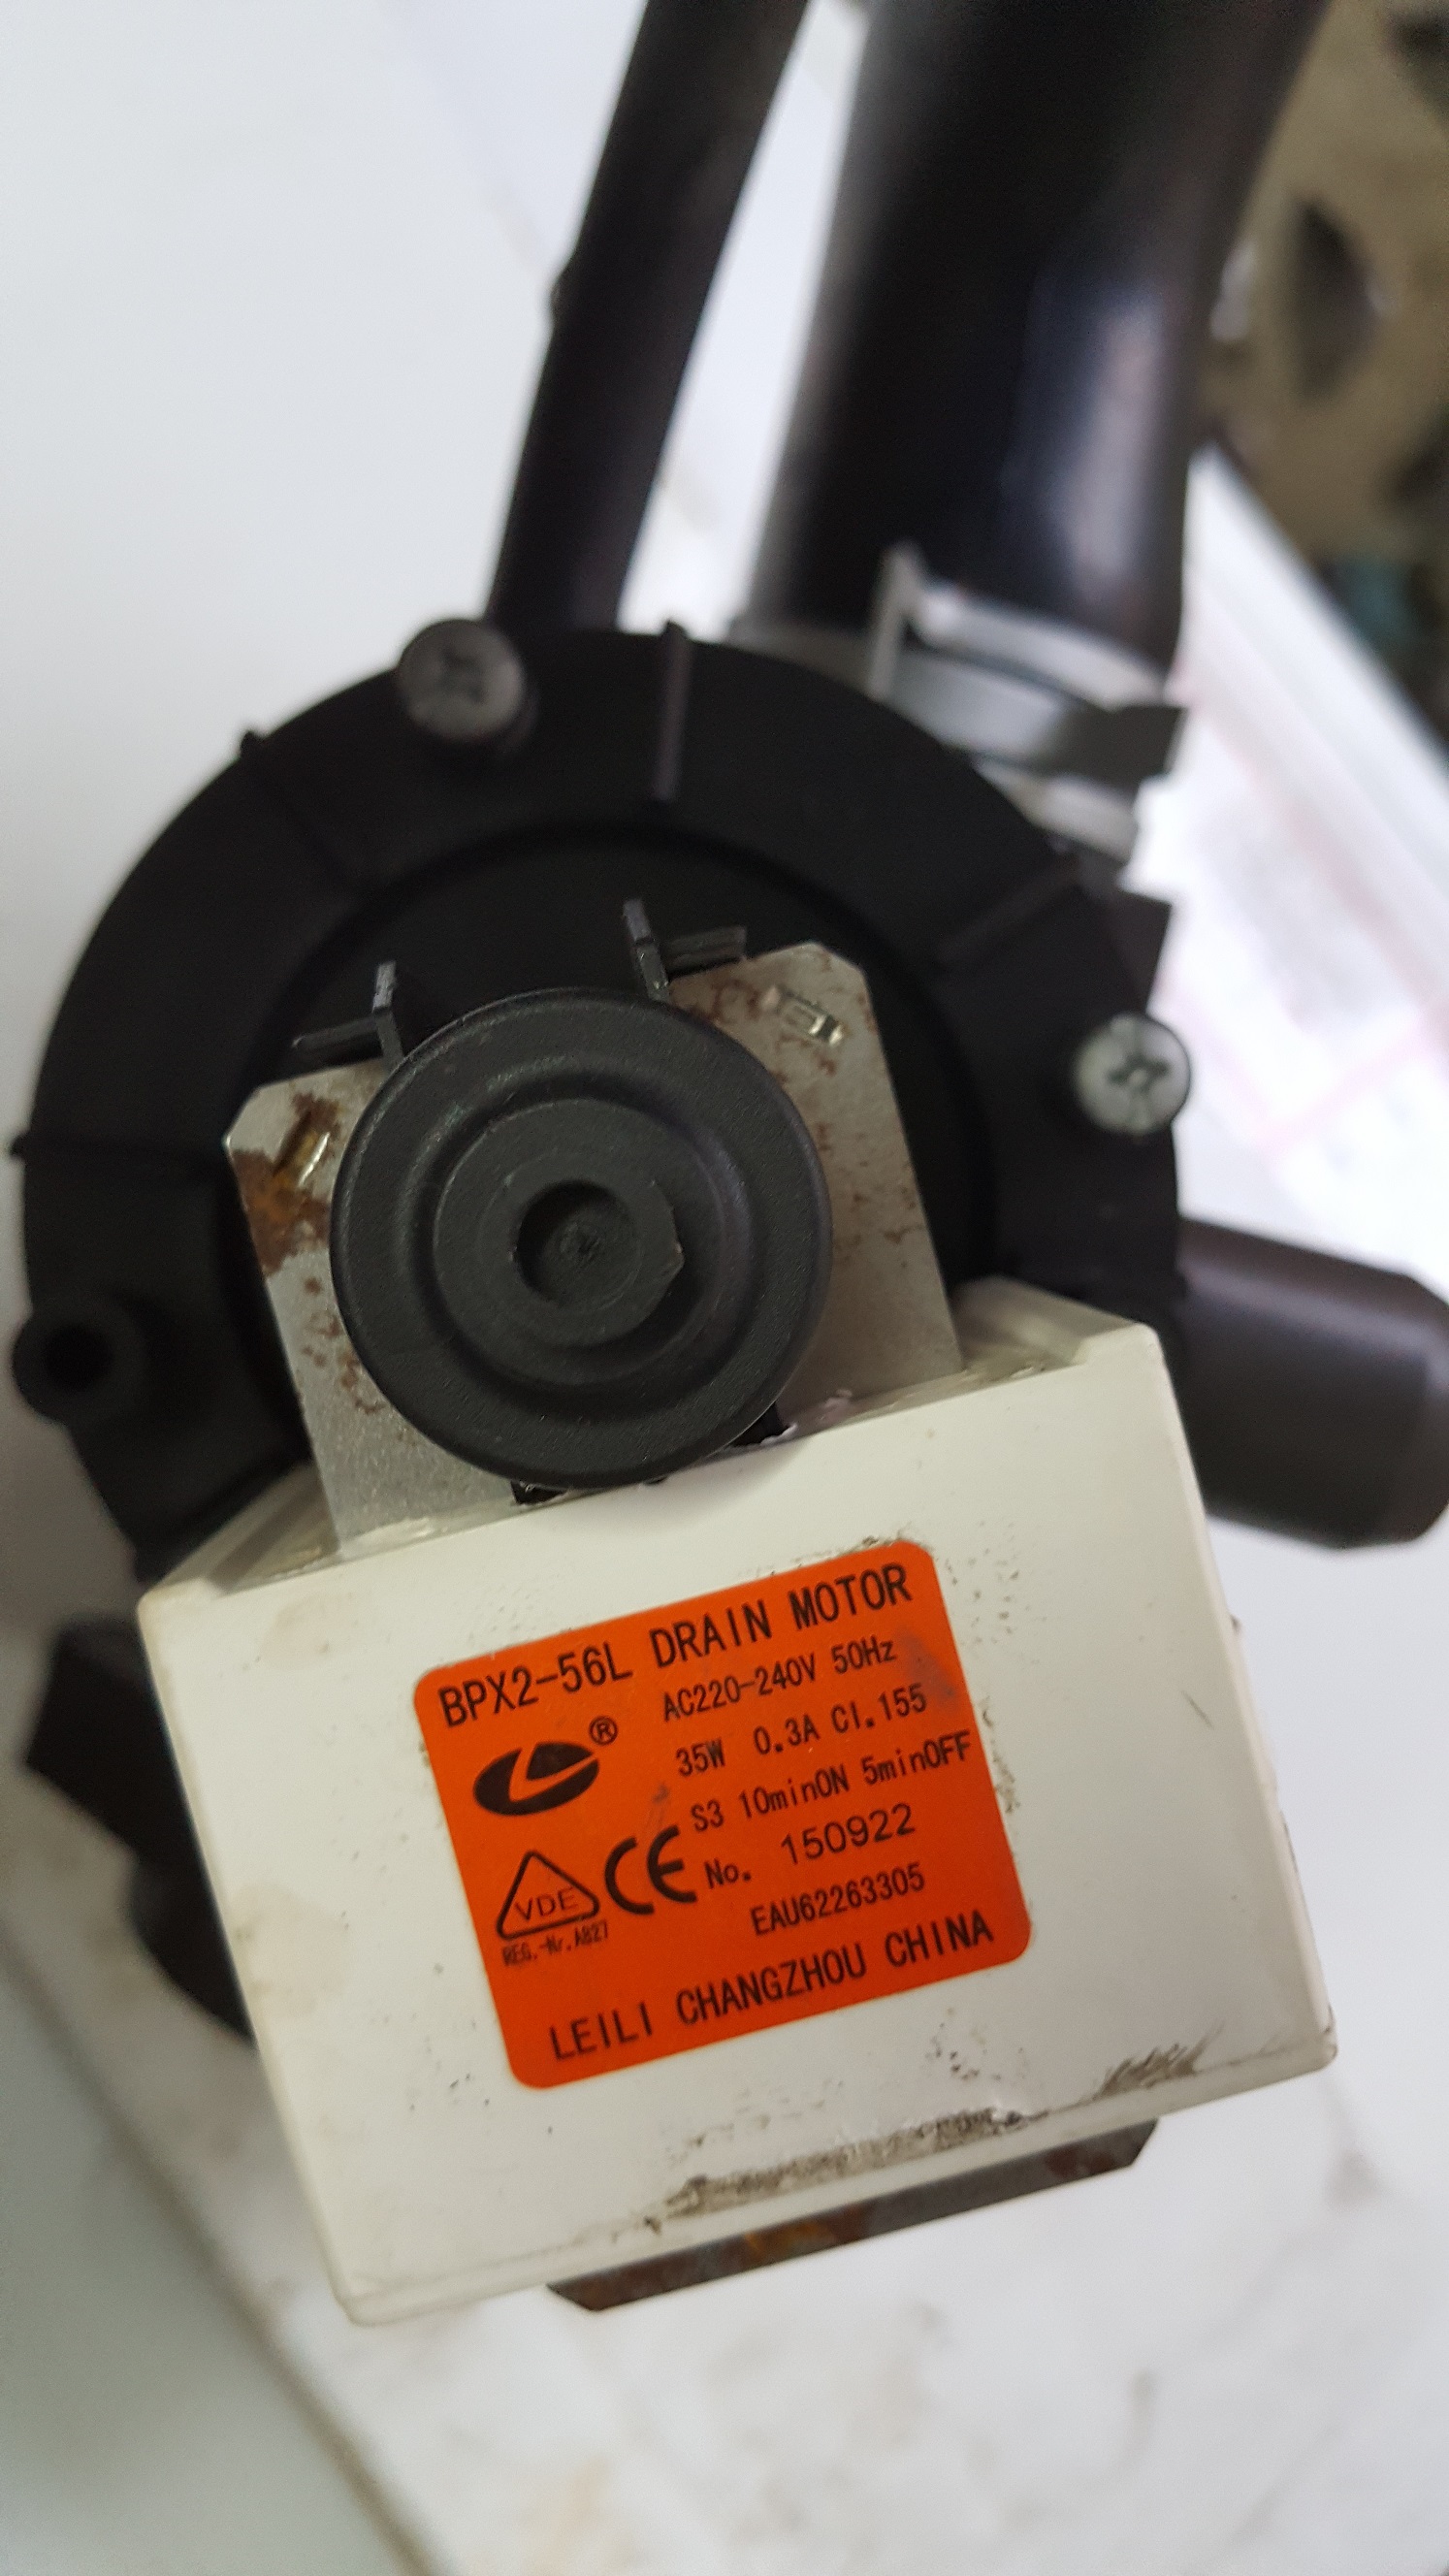 BPX2-56L DRAIN MOTOR
AC220-240V 50Hz
®
35W 0.3A Cl.155
S3 10minON 5minOFF
VDE CE No. 150922
REG.-Nr.A827
EAU62263305
LEILI CHANGZHOU CHINA